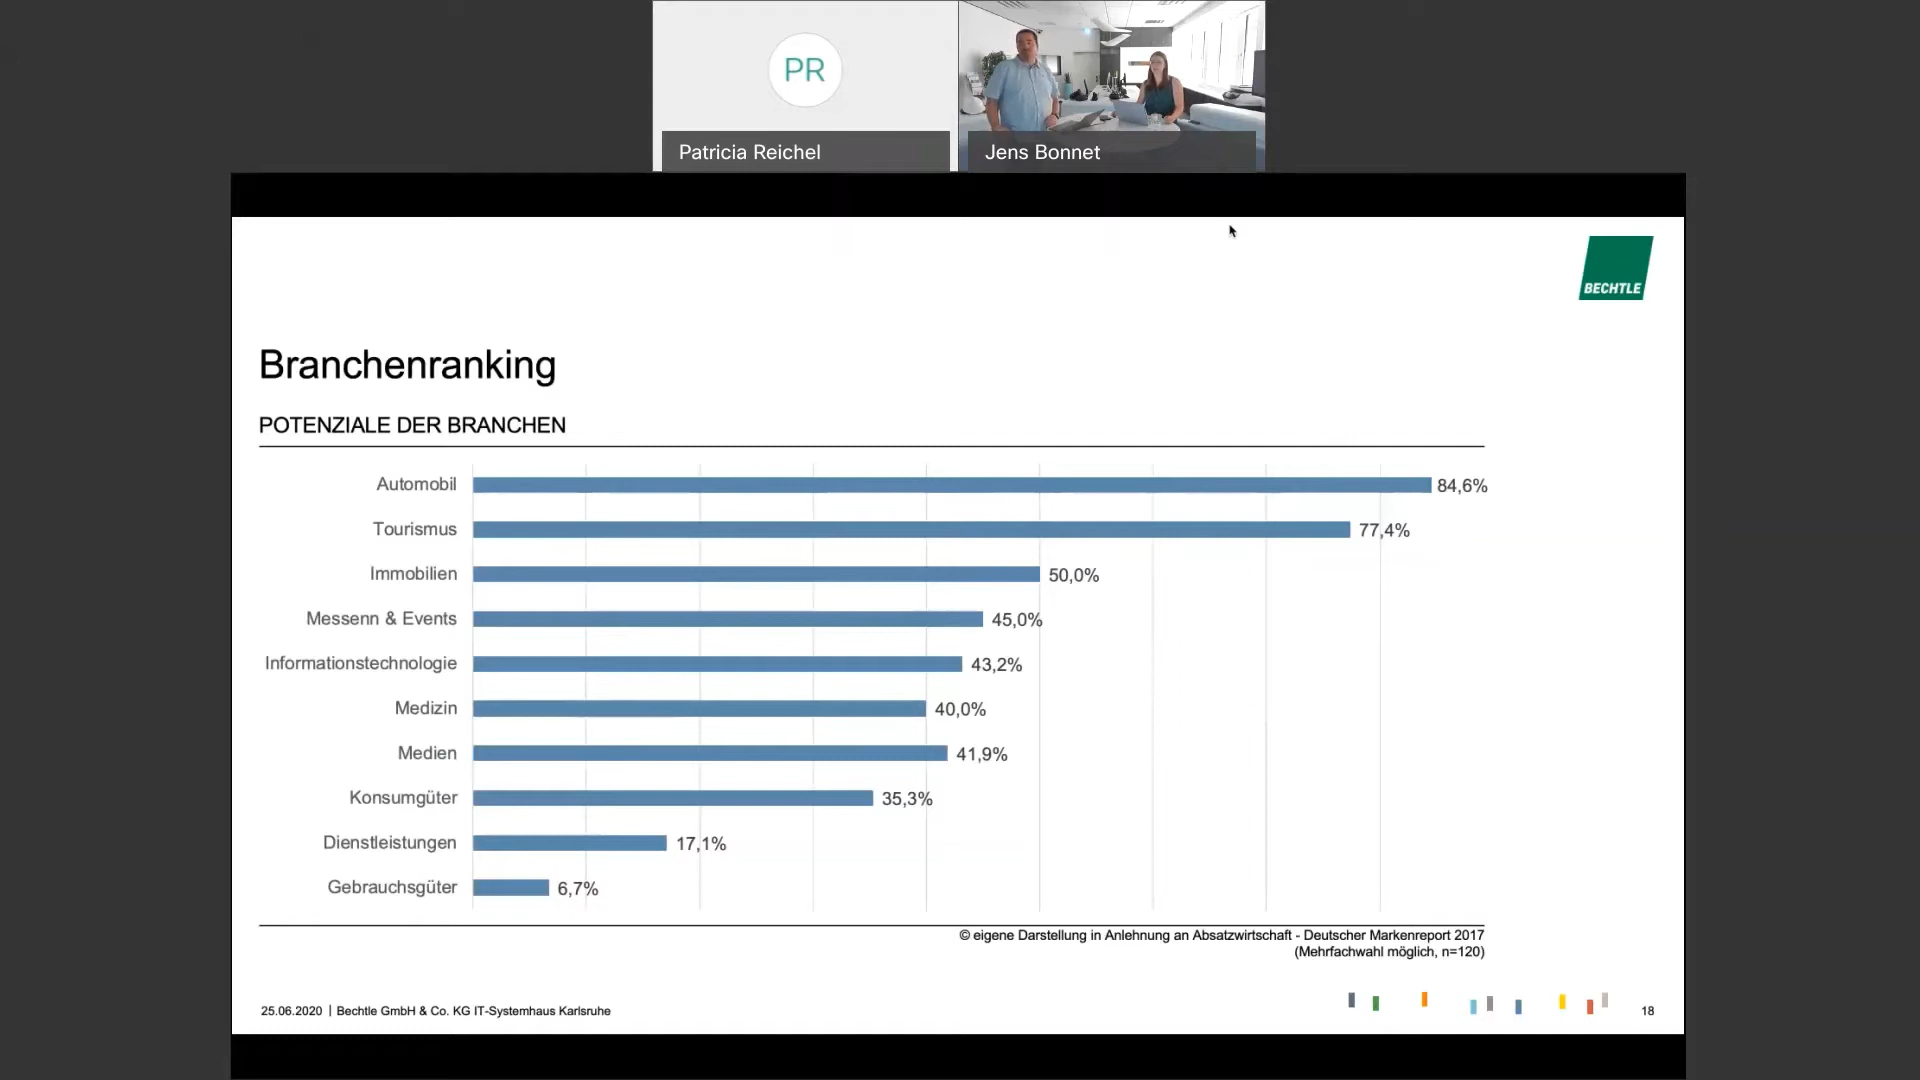 PR
Patricia Reichel
Jens Bonnet
BECHTLE
Branchenranking
POTENZIALE DER BRANCHEN
Automobil 84,6%
Tourismus 77,4%
Immobilien 50,0%
Messenn & Events 45,0%
Informationstechnologie 43,2%
Medizin 40,0%
Medien 41,9%
Konsumgüter 35,3%
Dienstleistungen 17,1%
Gebrauchsgüter 6,7%
© eigene Darstellung in Anlehnung an Absatzwirtschaft - Deutscher Markenreport 2017
(Mehrfachwahl möglich, n=120)
25.06.2020 | Bechtle GmbH & Co. KG IT-Systemhaus Karlsruhe
18